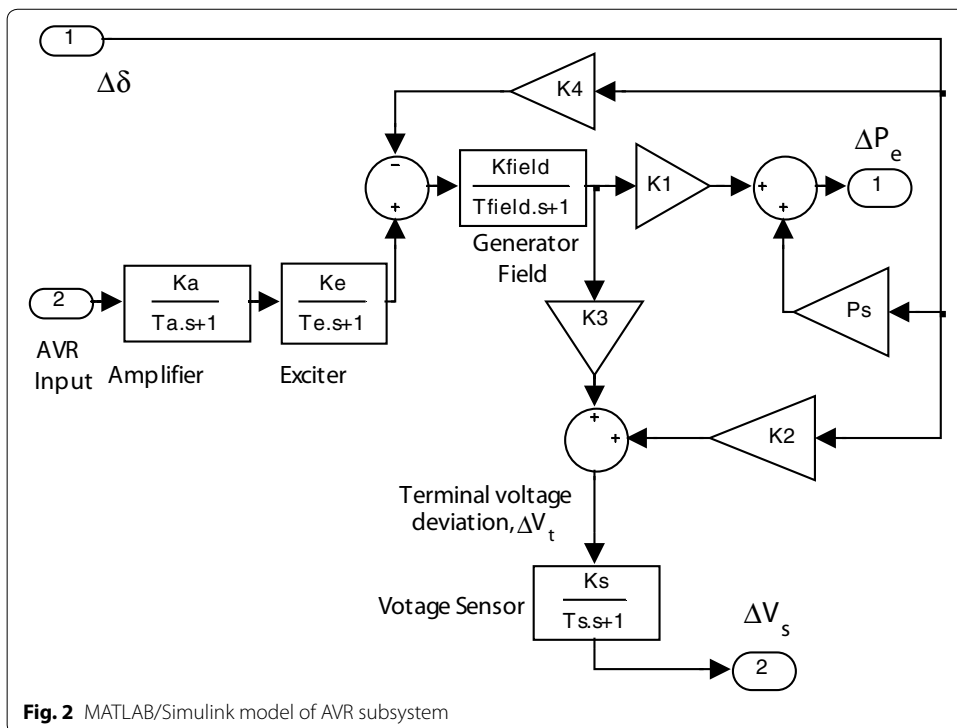 1
Δδ
K4
-
+
Kfield
Tfield.s+1
Generator
Field
K1
+
+
ΔPe
1
2
AVR
Input
Ka
Ta.s+1
Amplifier
Ke
Te.s+1
Exciter
K3
Ps
+
+
K2
Terminal voltage
deviation, ΔVt
Ks
Ts.s+1
Votage Sensor
ΔVs
2
Fig. 2 MATLAB/Simulink model of AVR subsystem